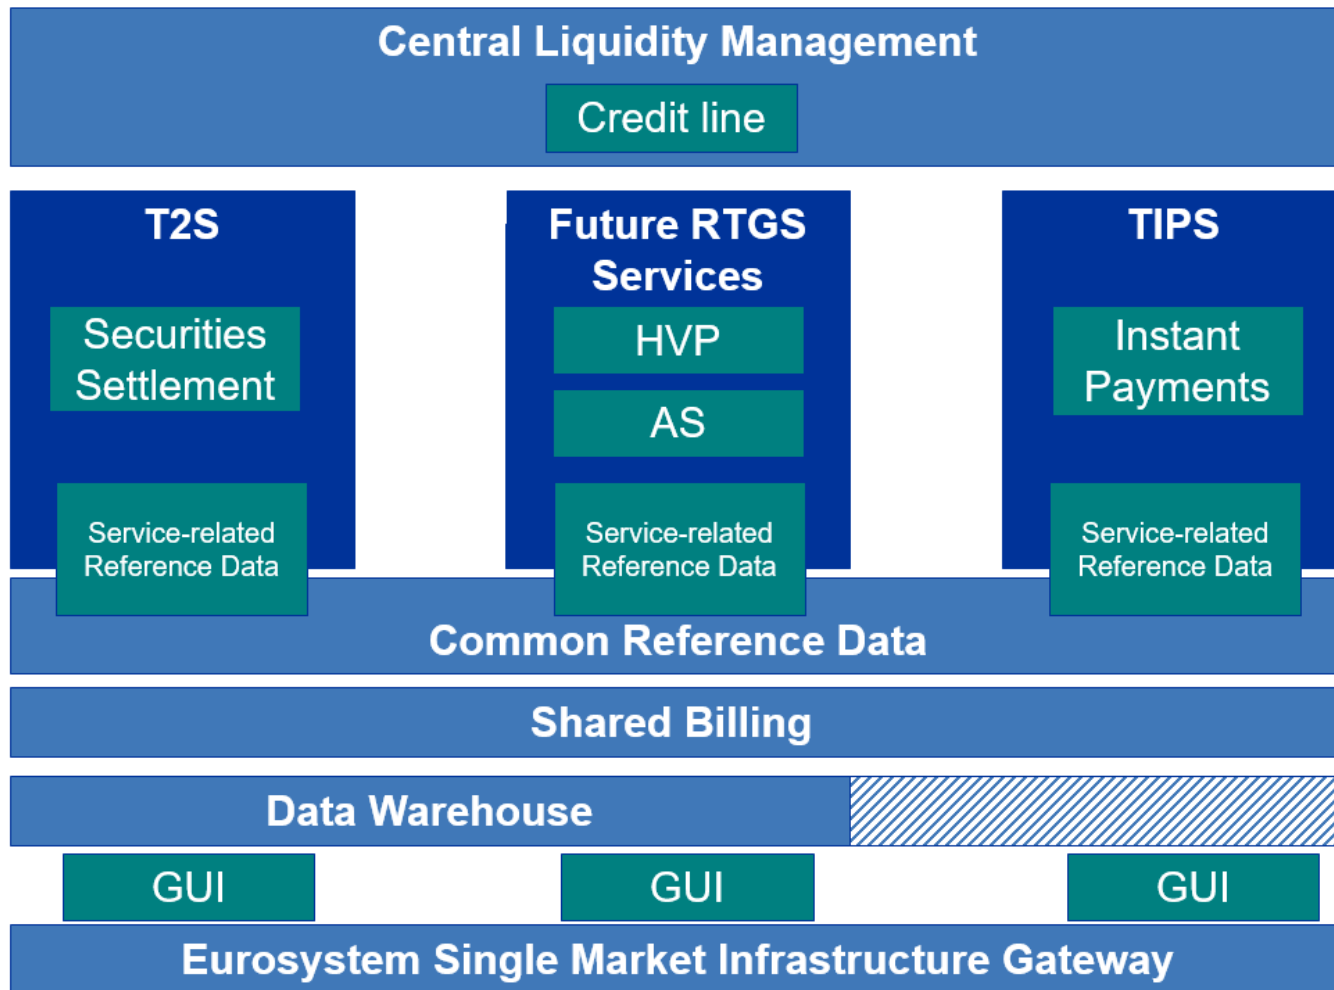 Central Liquidity Management
Credit line
T2S
Securities
Settlement
Service-related
Reference Data
Future RTGS
Services
HVP
AS
Service-related
Reference Data
TIPS
Instant
Payments
Service-related
Reference Data
Common Reference Data
Shared Billing
Data Warehouse
GUI
GUI
GUI
Eurosystem Single Market Infrastructure Gateway